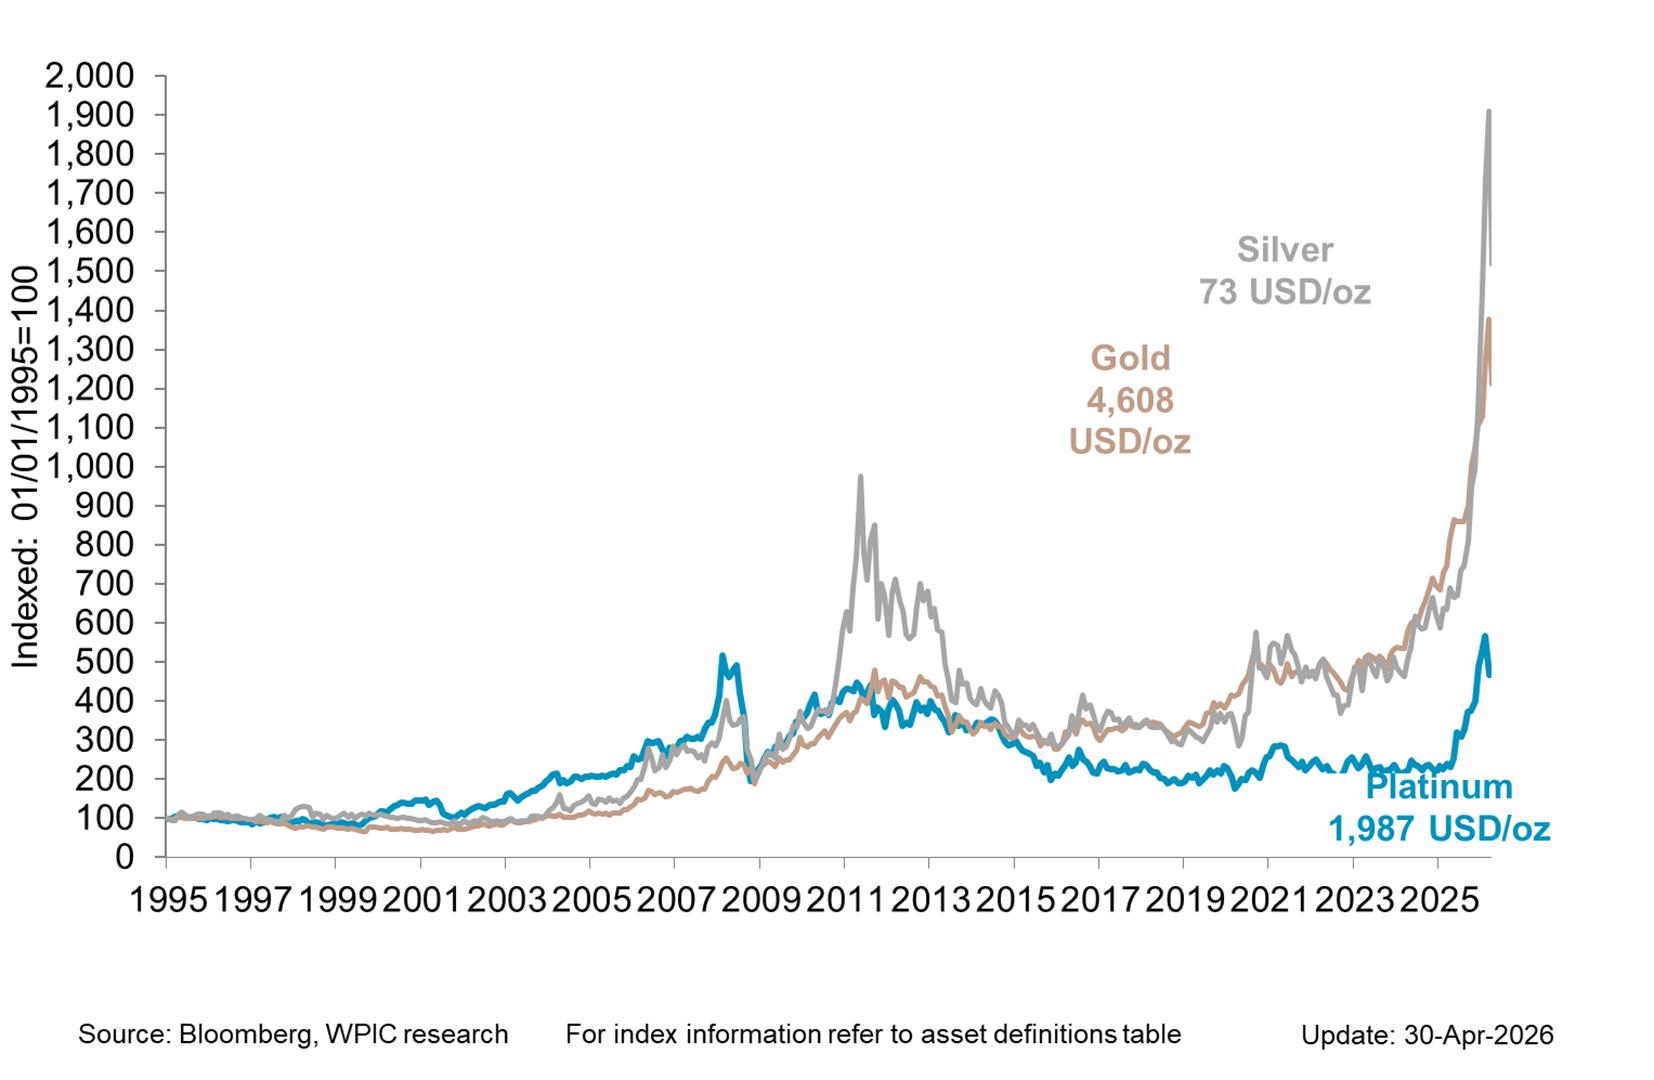 Indexed: 01/01/1995=100
2,000
1,900
1,800
1,700
1,600
1,500
1,400
1,300
1,200
1,100
1,000
900
800
700
600
500
400
300
200
100
0
Silver
73 USD/oz
Gold
4,608
USD/oz
Platinum
1,987 USD/oz
1995 1997 1999 2001 2003 2005 2007 2009 2011 2013 2015 2017 2019 2021 2023 2025
Source: Bloomberg, WPIC research For index information refer to asset definitions table Update: 30-Apr-2026